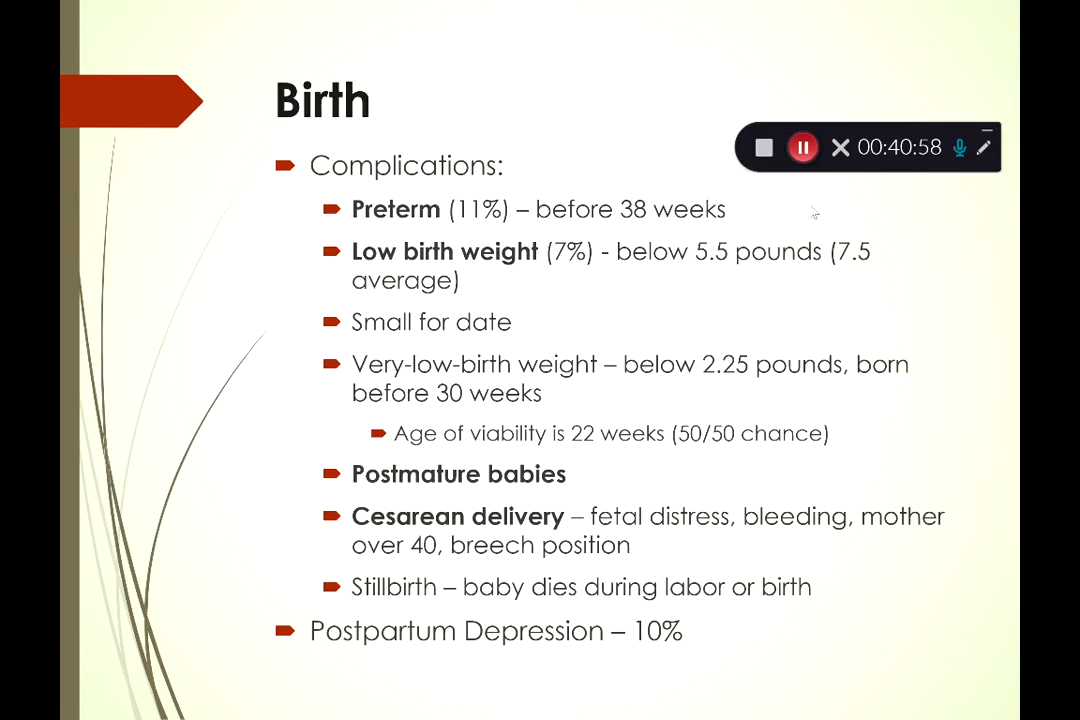 Birth
Complications:
00:40:58
Preterm (11%) – before 38 weeks
Low birth weight (7%) - below 5.5 pounds (7.5
average)
Small for date
Very-low-birth weight – below 2.25 pounds, born
before 30 weeks
Age of viability is 22 weeks (50/50 chance)
Postmature babies
Cesarean delivery – fetal distress, bleeding, mother
over 40, breech position
Stillbirth – baby dies during labor or birth
Postpartum Depression – 10%